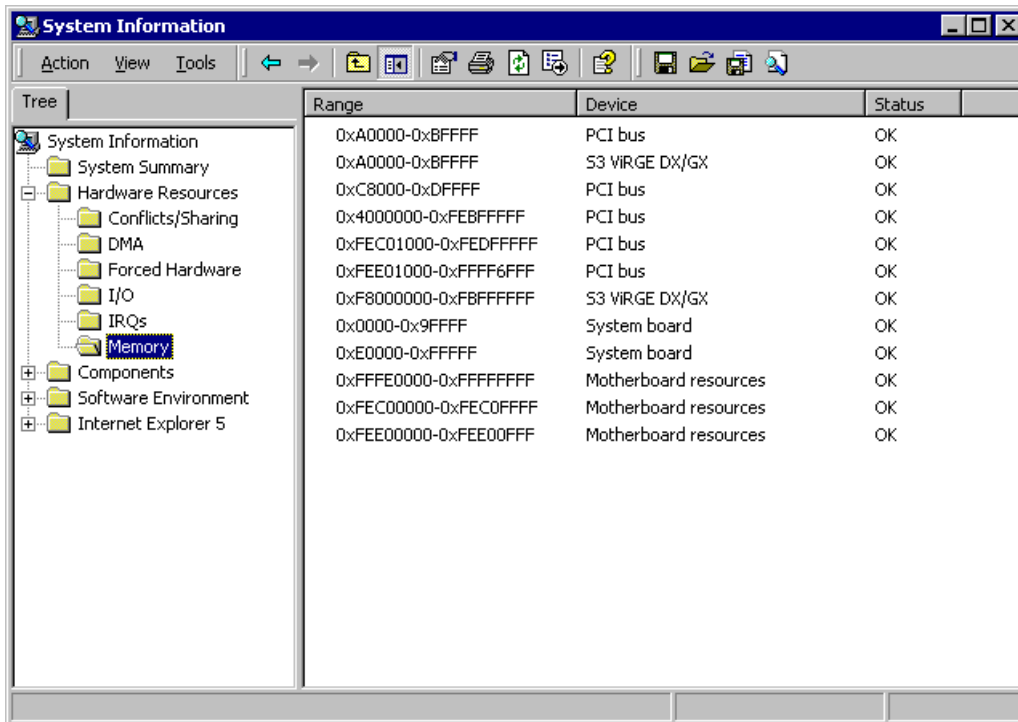 System Information
Action View Tools
Tree
System Information
System Summary
Hardware Resources
Conflicts/Sharing
DMA
Forced Hardware
I/O
IRQs
Memory
Components
Software Environment
Internet Explorer 5
Range Device Status
0xA0000-0xBFFFF PCI bus OK
0xA0000-0xBFFFF S3 ViRGE DX/GX OK
0xC8000-0xDFFFF PCI bus OK
0x4000000-0xFEBFFFFF PCI bus OK
0xFEC01000-0xFEDFFFFF PCI bus OK
0xFEE01000-0xFFFF6FFF PCI bus OK
0xF8000000-0xFBFFFFFF S3 ViRGE DX/GX OK
0x0000-0x9FFFF System board OK
0xE0000-0xFFFFF System board OK
0xFFFE0000-0xFFFFFFFF Motherboard resources OK
0xFEC00000-0xFEC0FFFF Motherboard resources OK
0xFEE00000-0xFEE00FFF Motherboard resources OK